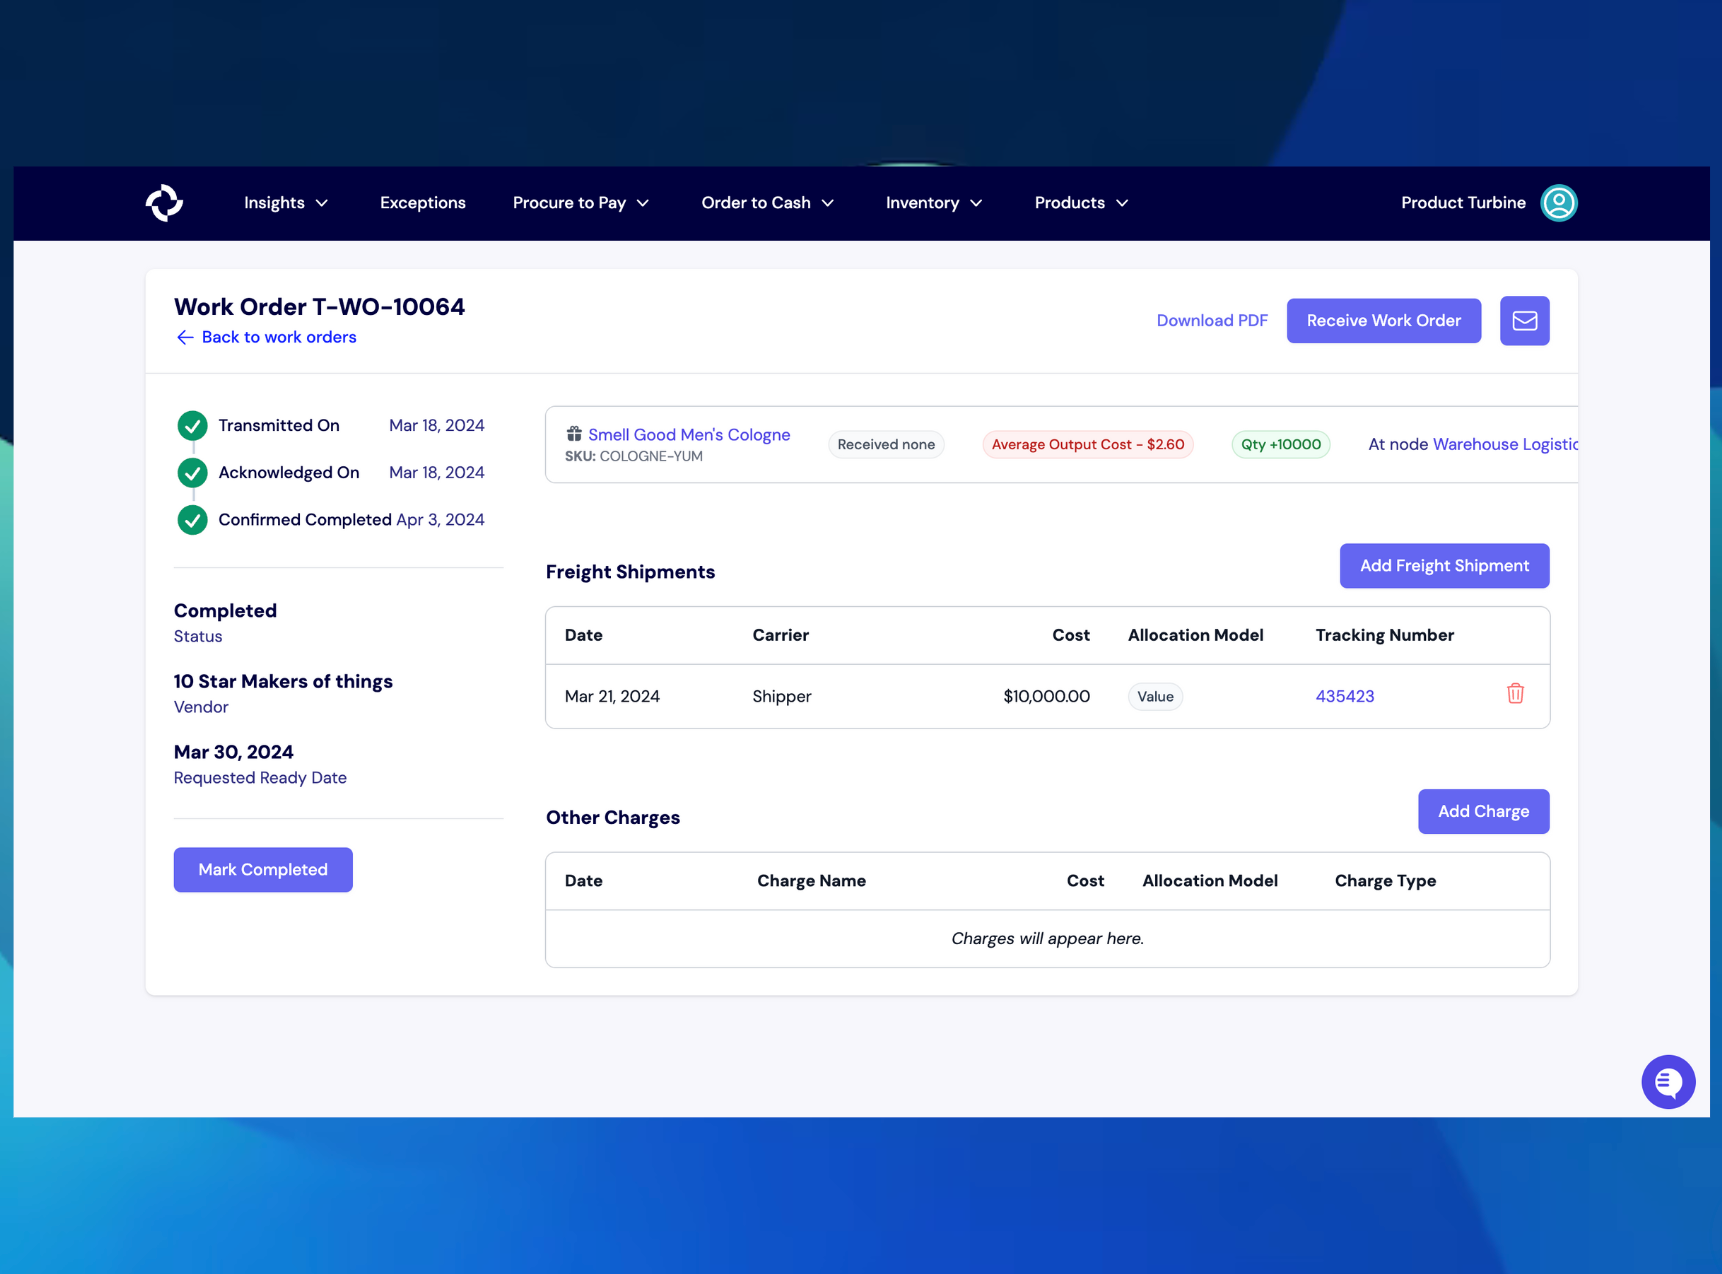 Insights
Exceptions
Procure to Pay
Order to Cash
Inventory
Products
Product Turbine
Work Order T-WO-10064
Back to work orders
Download PDF
Receive Work Order
Transmitted On Mar 18, 2024
Acknowledged On Mar 18, 2024
Confirmed Completed Apr 3, 2024
Completed
Status
10 Star Makers of things
Vendor
Mar 30, 2024
Requested Ready Date
Mark Completed
Smell Good Men's Cologne
SKU: COLOGNE-YUM
Received none
Average Output Cost - $2.60
Qty +10000
At node Warehouse Logistic
Freight Shipments
Add Freight Shipment
Date Carrier Cost Allocation Model Tracking Number
Mar 21, 2024 Shipper $10,000.00 Value 435423
Other Charges
Add Charge
Date Charge Name Cost Allocation Model Charge Type
Charges will appear here.